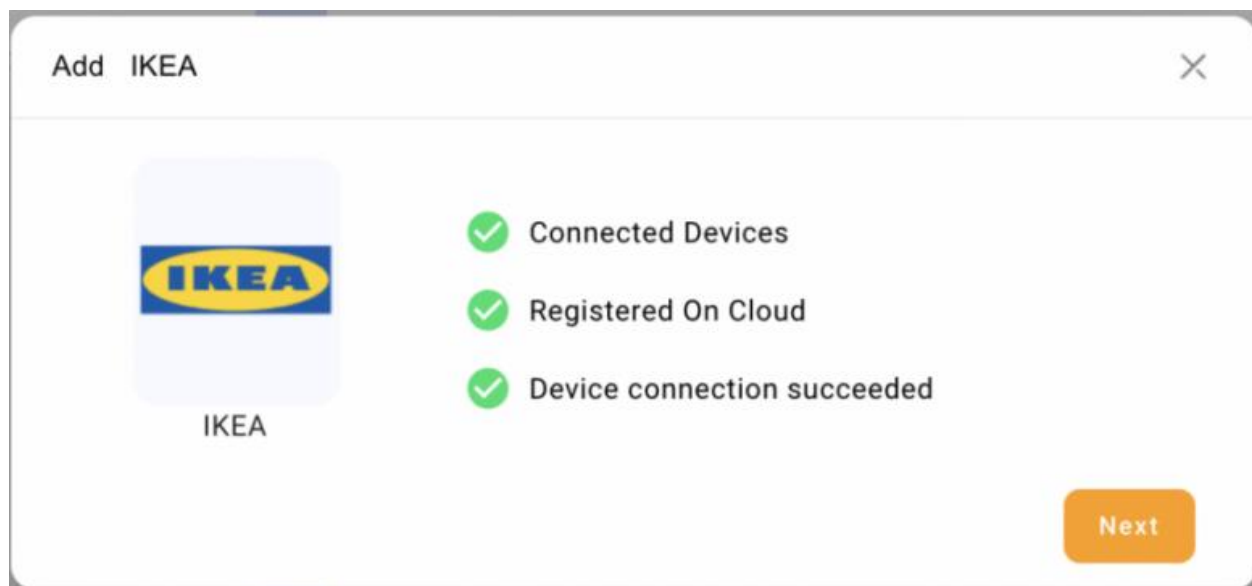 Add IKEA
IKEA
Connected Devices
Registered On Cloud
Device connection succeeded
IKEA
Next